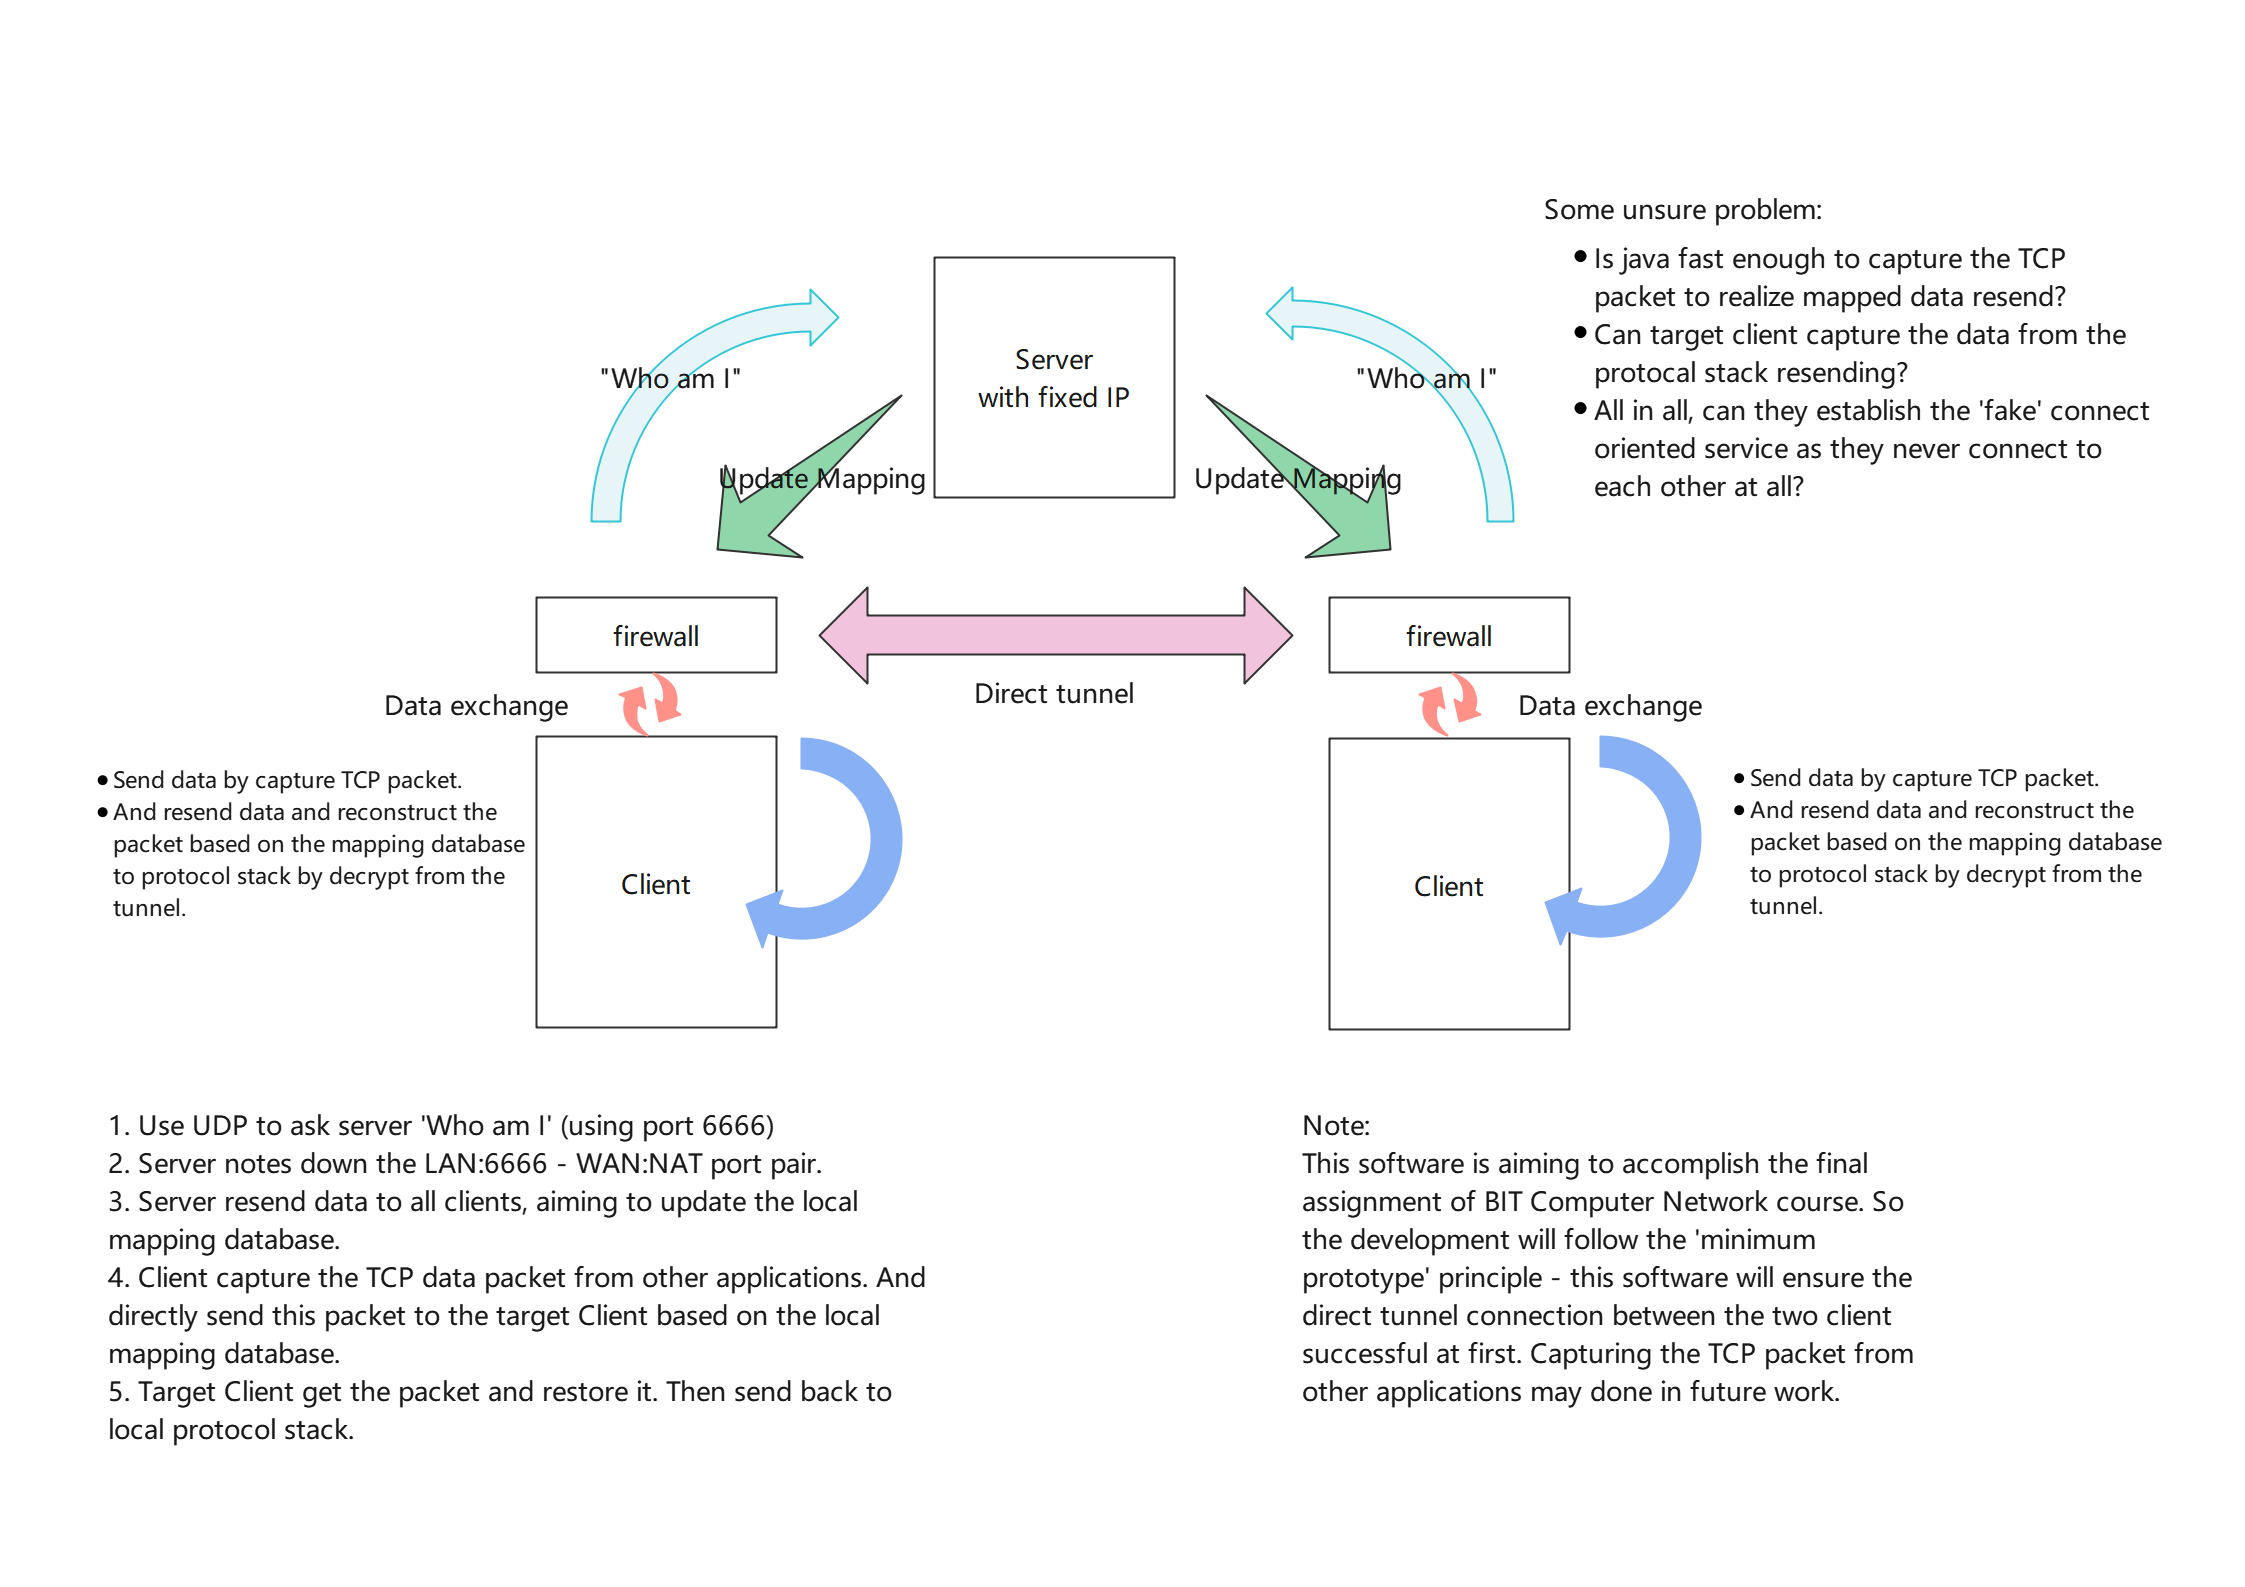 Some unsure problem:
Is java fast enough to capture the TCP
packet to realize mapped data resend?
Can target client capture the data from the
protocal stack resending?
All in all, can they establish the 'fake' connect
oriented service as they never connect to
each other at all?
Server
with fixed IP
"Who am I"
"Who am I"
Update Mapping
Update Mapping
firewall
firewall
Direct tunnel
Data exchange
Data exchange
Send data by capture TCP packet.
And resend data and reconstruct the
packet based on the mapping database
to protocol stack by decrypt from the
tunnel.
Client
Client
Send data by capture TCP packet.
And resend data and reconstruct the
packet based on the mapping database
to protocol stack by decrypt from the
tunnel.
1. Use UDP to ask server 'Who am I' (using port 6666)
2. Server notes down the LAN:6666 - WAN:NAT port pair.
3. Server resend data to all clients, aiming to update the local
mapping database.
4. Client capture the TCP data packet from other applications. And
directly send this packet to the target Client based on the local
mapping database.
5. Target Client get the packet and restore it. Then send back to
local protocol stack.
Note:
This software is aiming to accomplish the final
assignment of BIT Computer Network course. So
the development will follow the 'minimum
prototype' principle - this software will ensure the
direct tunnel connection between the two client
successful at first. Capturing the TCP packet from
other applications may done in future work.